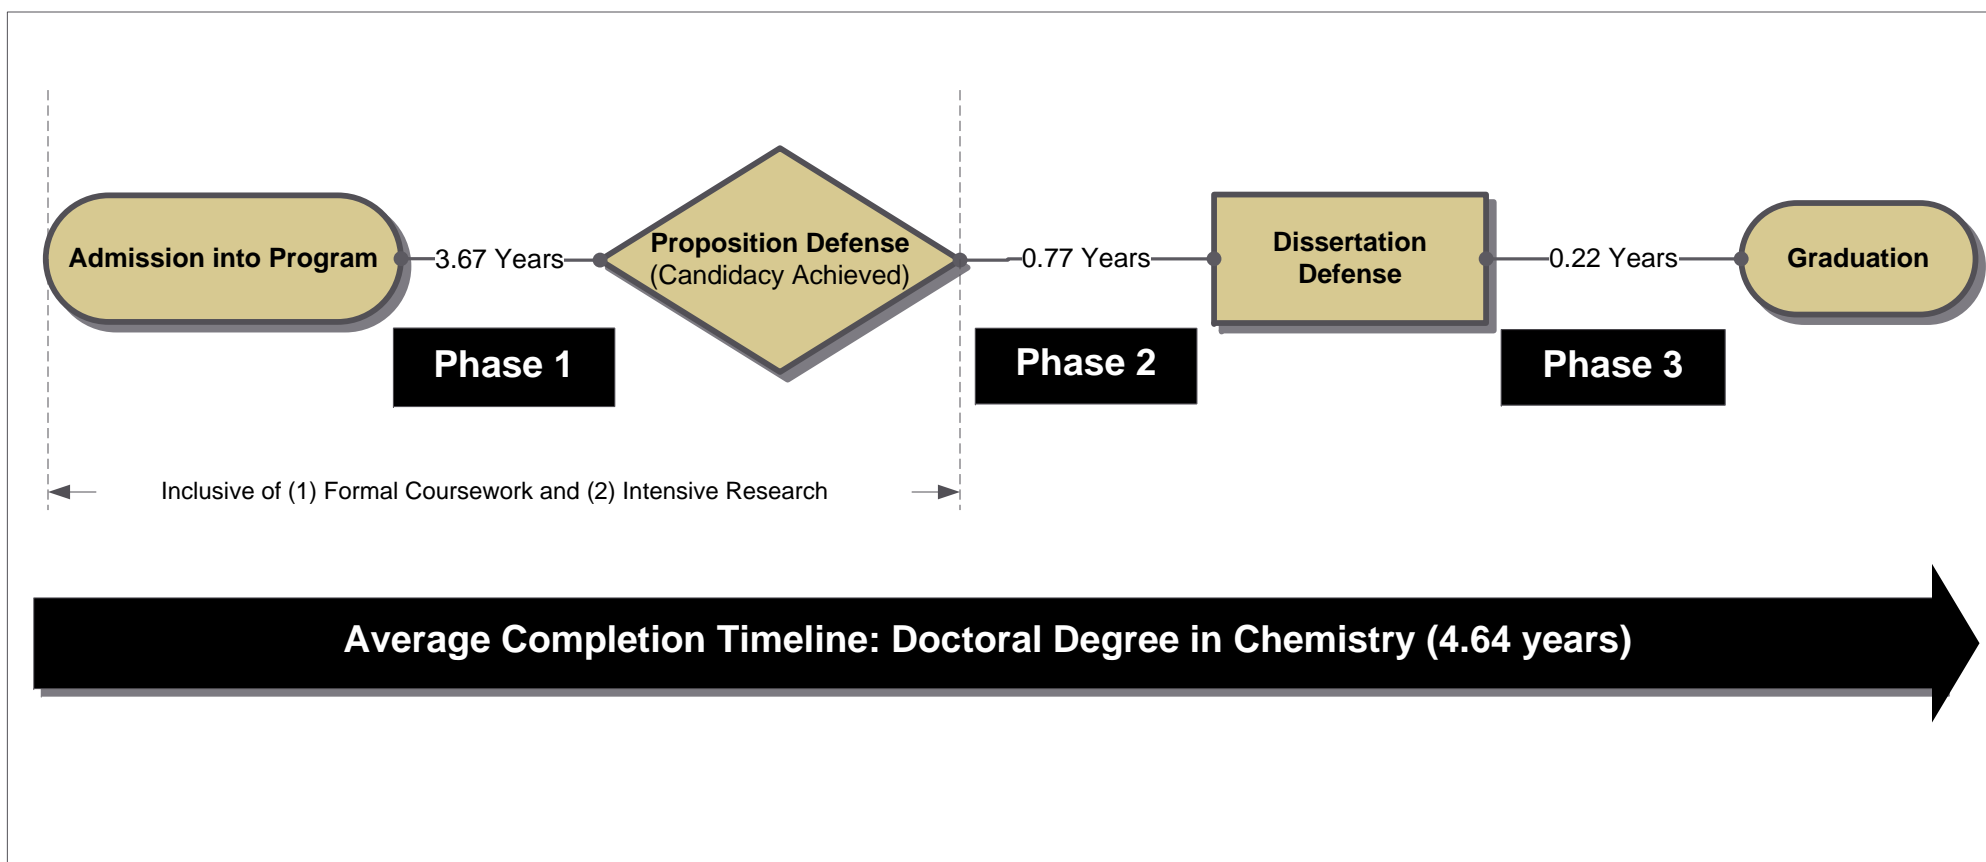 Admission into Program
3.67 Years
Proposition Defense
(Candidacy Achieved)
0.77 Years
Dissertation
Defense
0.22 Years
Graduation
Phase 1
Phase 2
Phase 3
Inclusive of (1) Formal Coursework and (2) Intensive Research
Average Completion Timeline: Doctoral Degree in Chemistry (4.64 years)